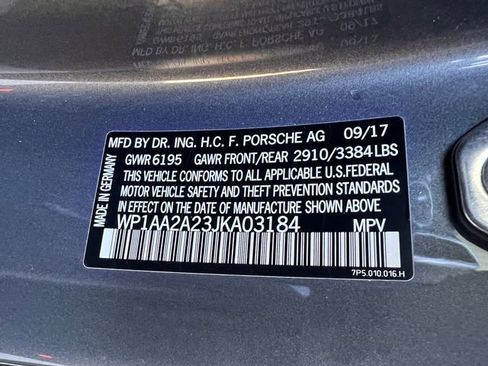 MFD BY DR. ING. H.C. F. PORSCHE AG 09/17
GVWR 6195 GAWR FRONT/REAR 2910/3384 LBS
THIS VEHICLE CONFORMS TO ALL APPLICABLE FEDERAL
MOTOR VEHICLE SAFETY AND THEFT PREVENTION STANDARDS
IN EFFECT ON THE DATE OF MANUFACTURE SHOWN ABOVE.
WP1AA2A23JKA03184 MPV
MADE IN GERMANY
7P5.010.016.H